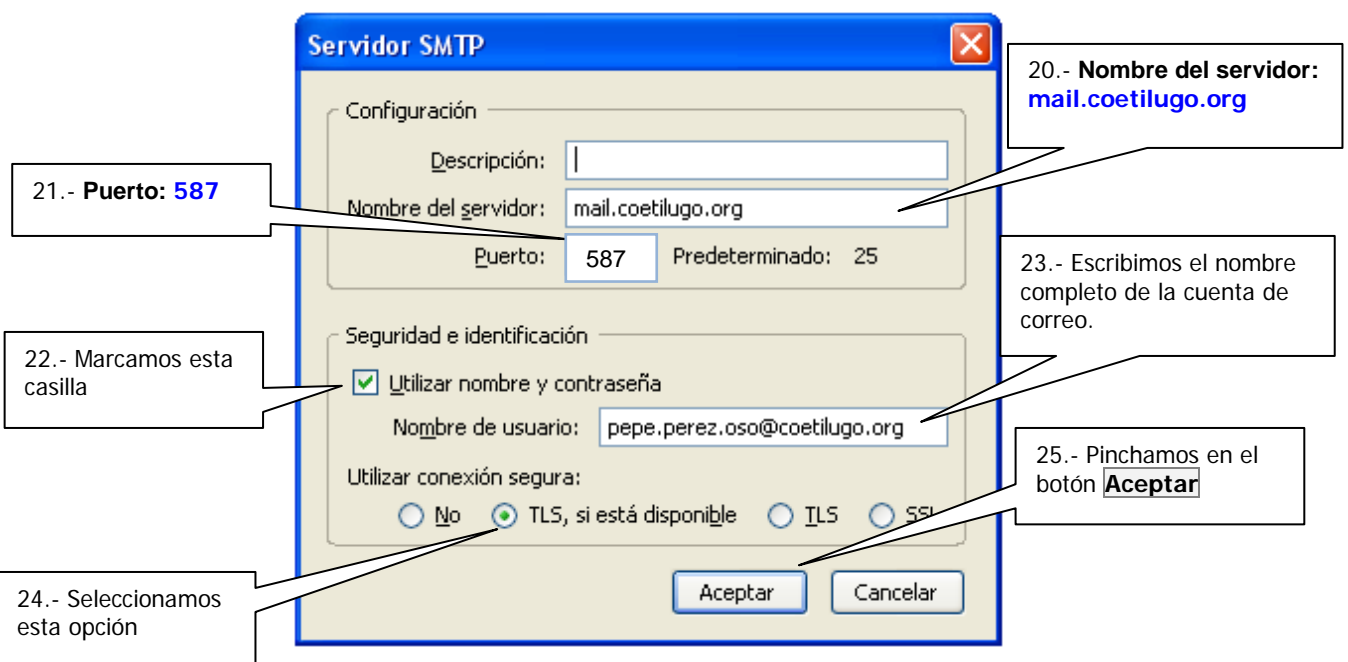 Servidor SMTP
20.- Nombre del servidor:
mail.coetilugo.org
Configuración
Descripción:
21.- Puerto: 587
Nombre del servidor: mail.coetilugo.org
Puerto: 587 Predeterminado: 25
23.- Escribimos el nombre
completo de la cuenta de
correo.
Seguridad e identificación
22.- Marcamos esta
casilla
Utilizar nombre y contraseña
Nombre de usuario: pepe.perez.oso@coetilugo.org
25.- Pinchamos en el
botón Aceptar
Utilizar conexión segura:
No TLS, si está disponible TLS SSL
24.- Seleccionamos
esta opción
Aceptar Cancelar